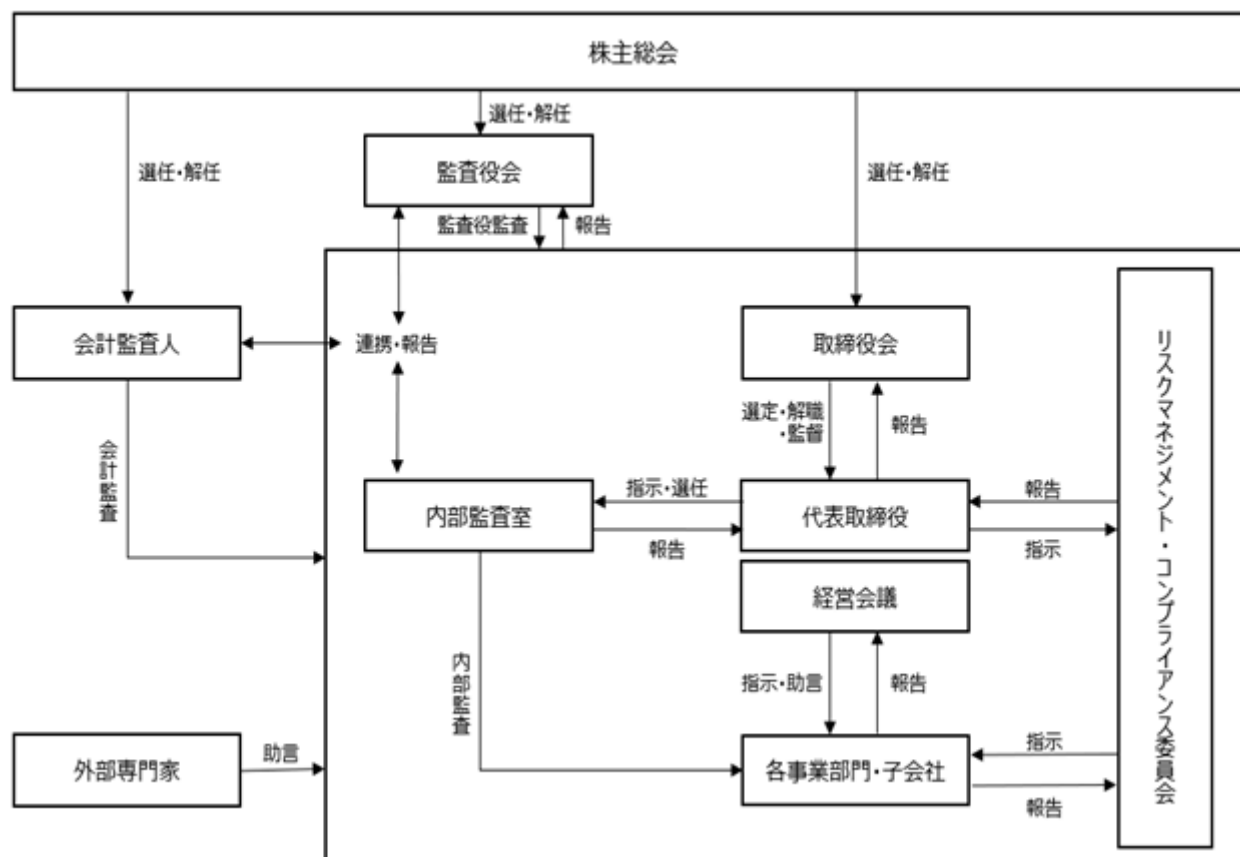 株主総会
選任・解任
選任・解任
選任・解任
監査役会
監査役監査
報告
会計監査人
連携・報告
取締役会
選定・解職
・監督
報告
会計監査
内部監査室
指示・選任
報告
代表取締役
報告
指示
経営会議
内部監査
指示・助言
報告
外部専門家
助言
各事業部門・子会社
指示
報告
リスクマネジメント・コンプライアンス委員会